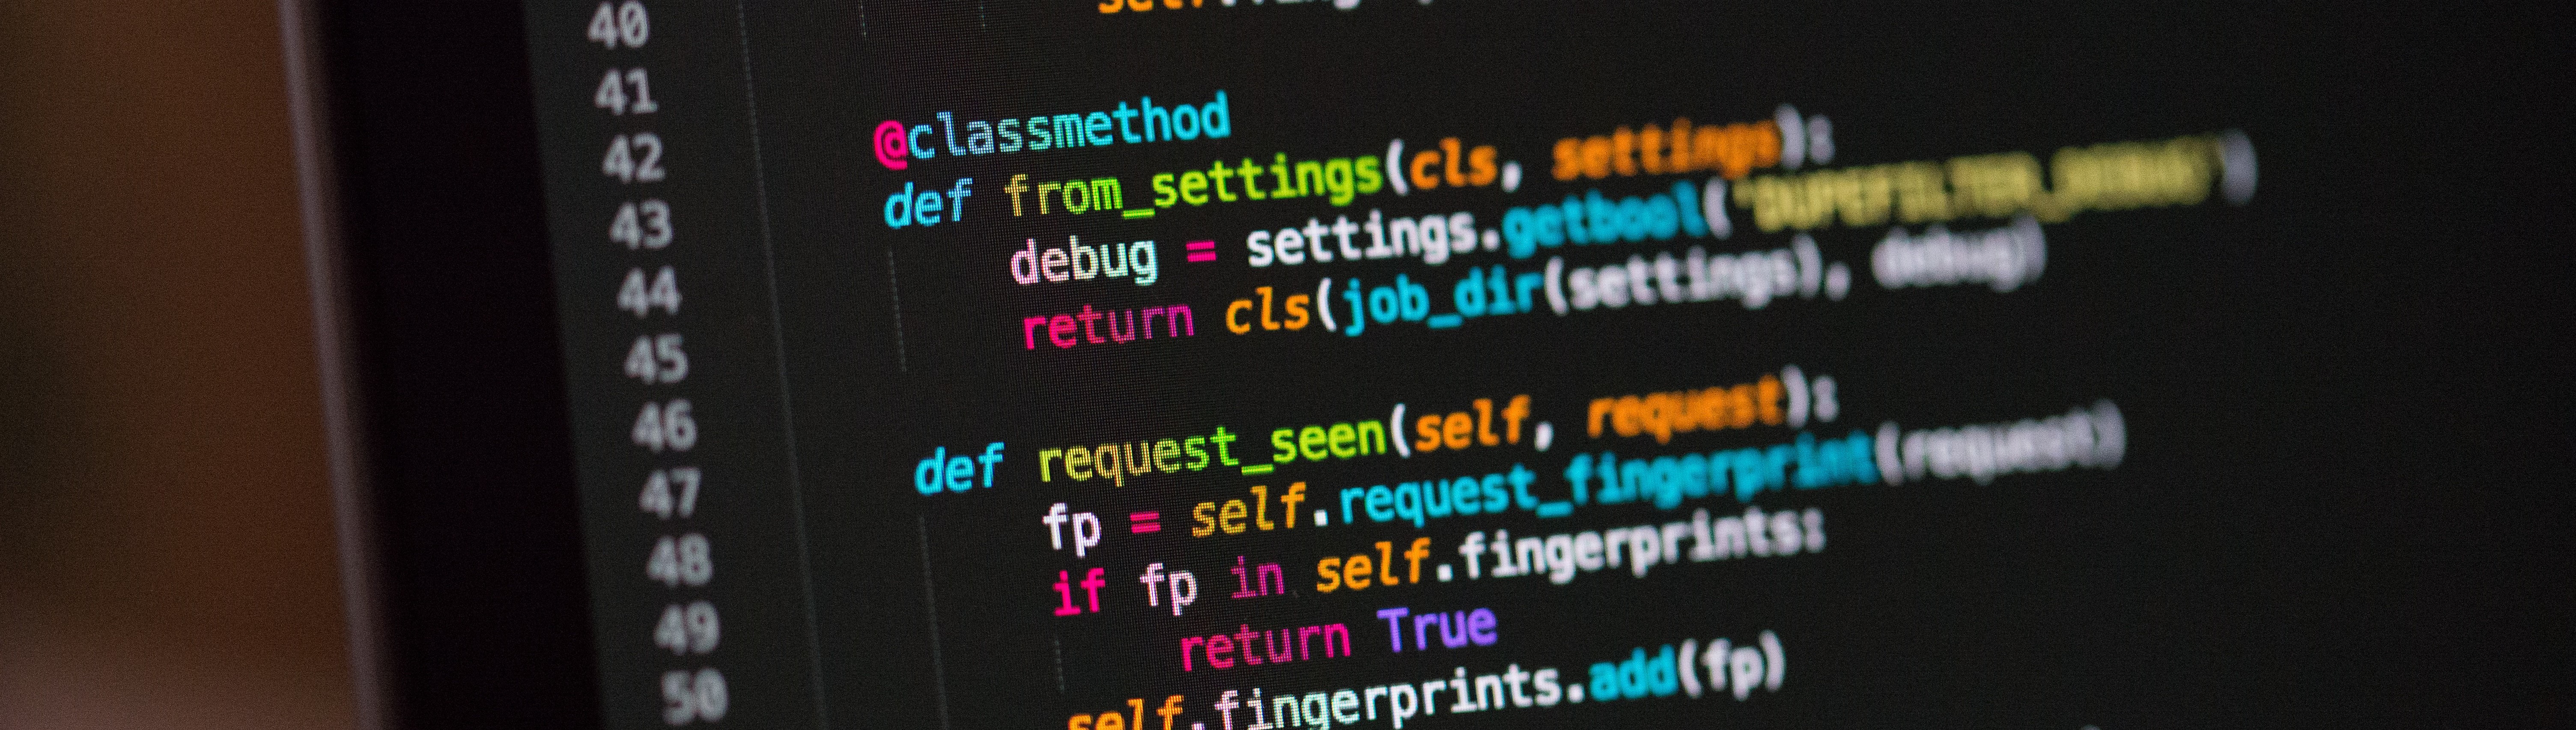 40 self.
41
42 @classmethod
43 def from_settings(cls, settings):
44 debug = settings.getbool('DUPEFILTER_DEBUG')
45 return cls(job_dir(settings), debug)
46
47 def request_seen(self, request):
48 fp = self.request_fingerprint(request)
49 if fp in self.fingerprints:
50 return True
self.fingerprints.add(fp)